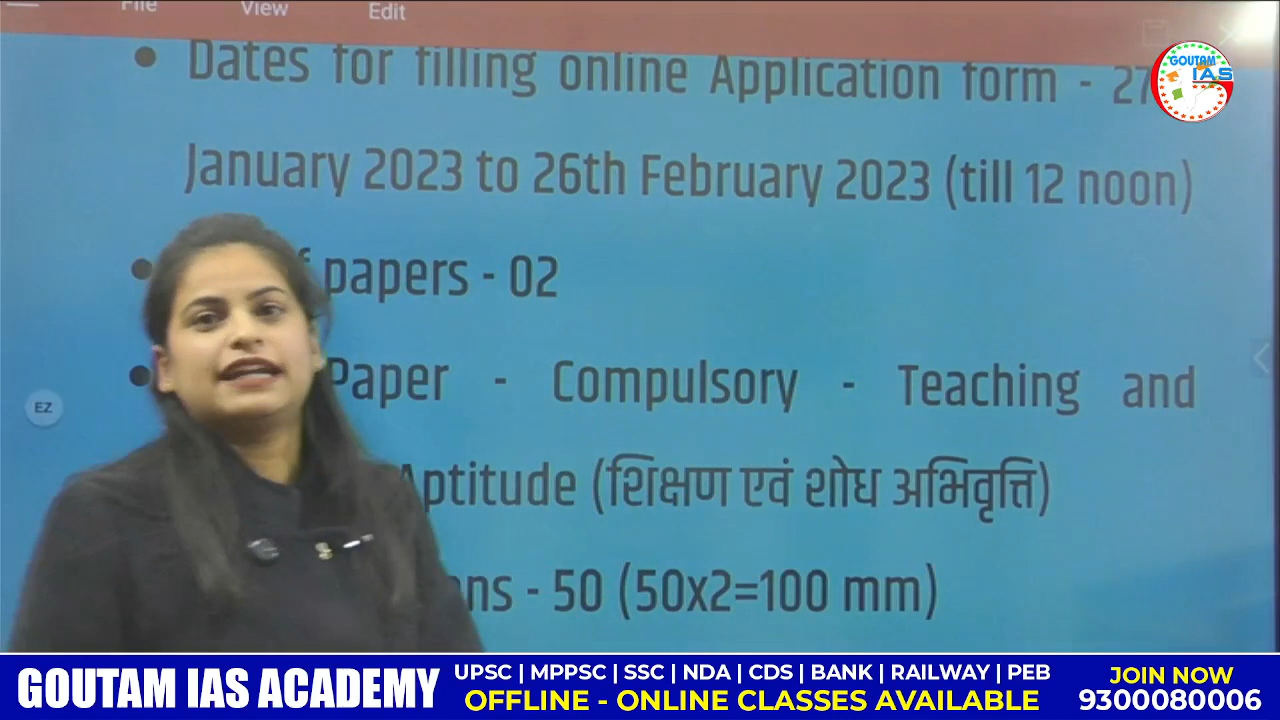 File View Edit
GOUTAM
IAS
• Dates for filling online Application form - 27
January 2023 to 26th February 2023 (till 12 noon)
papers - 02
Paper - Compulsory - Teaching and
Aptitude (शिक्षण एवं शोध अभिवृत्ति)
EZ
ns - 50 (50x2=100 mm)
GOUTAM IAS ACADEMY
UPSC | MPPSC | SSC | NDA | CDS | BANK | RAILWAY | PEB
OFFLINE - ONLINE CLASSES AVAILABLE
JOIN NOW
9300080006